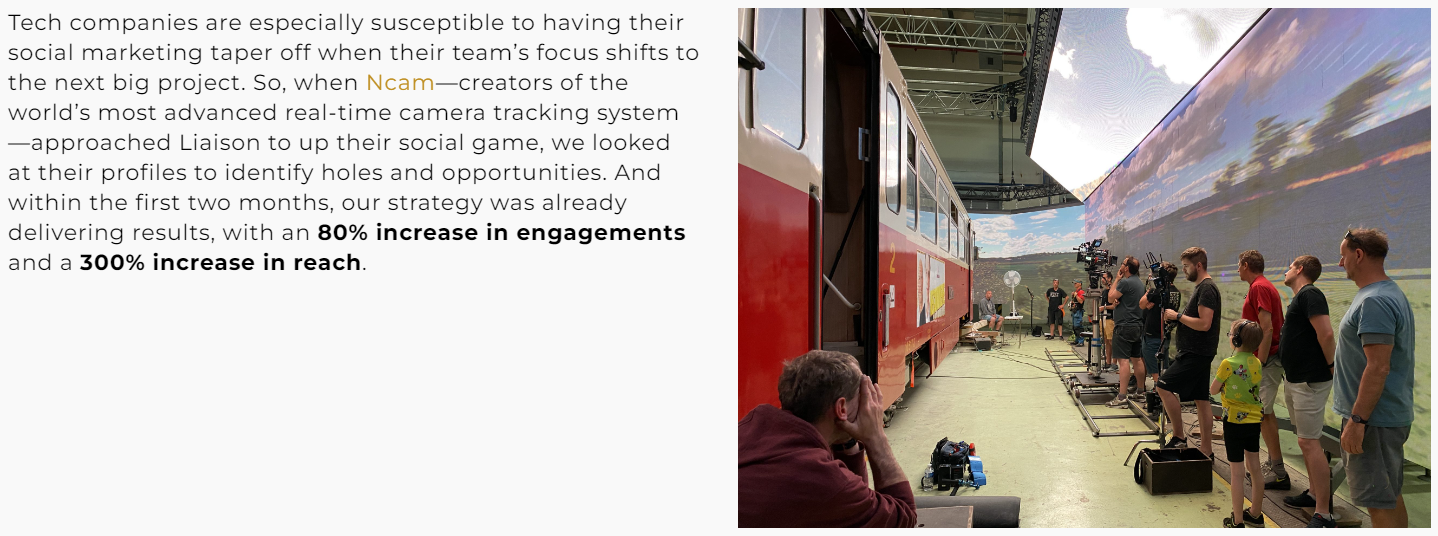 Tech companies are especially susceptible to having their
social marketing taper off when their team’s focus shifts to
the next big project. So, when Ncam—creators of the
world’s most advanced real-time camera tracking system
—approached Liaison to up their social game, we looked
at their profiles to identify holes and opportunities. And
within the first two months, our strategy was already
delivering results, with an 80% increase in engagements
and a 300% increase in reach.
2